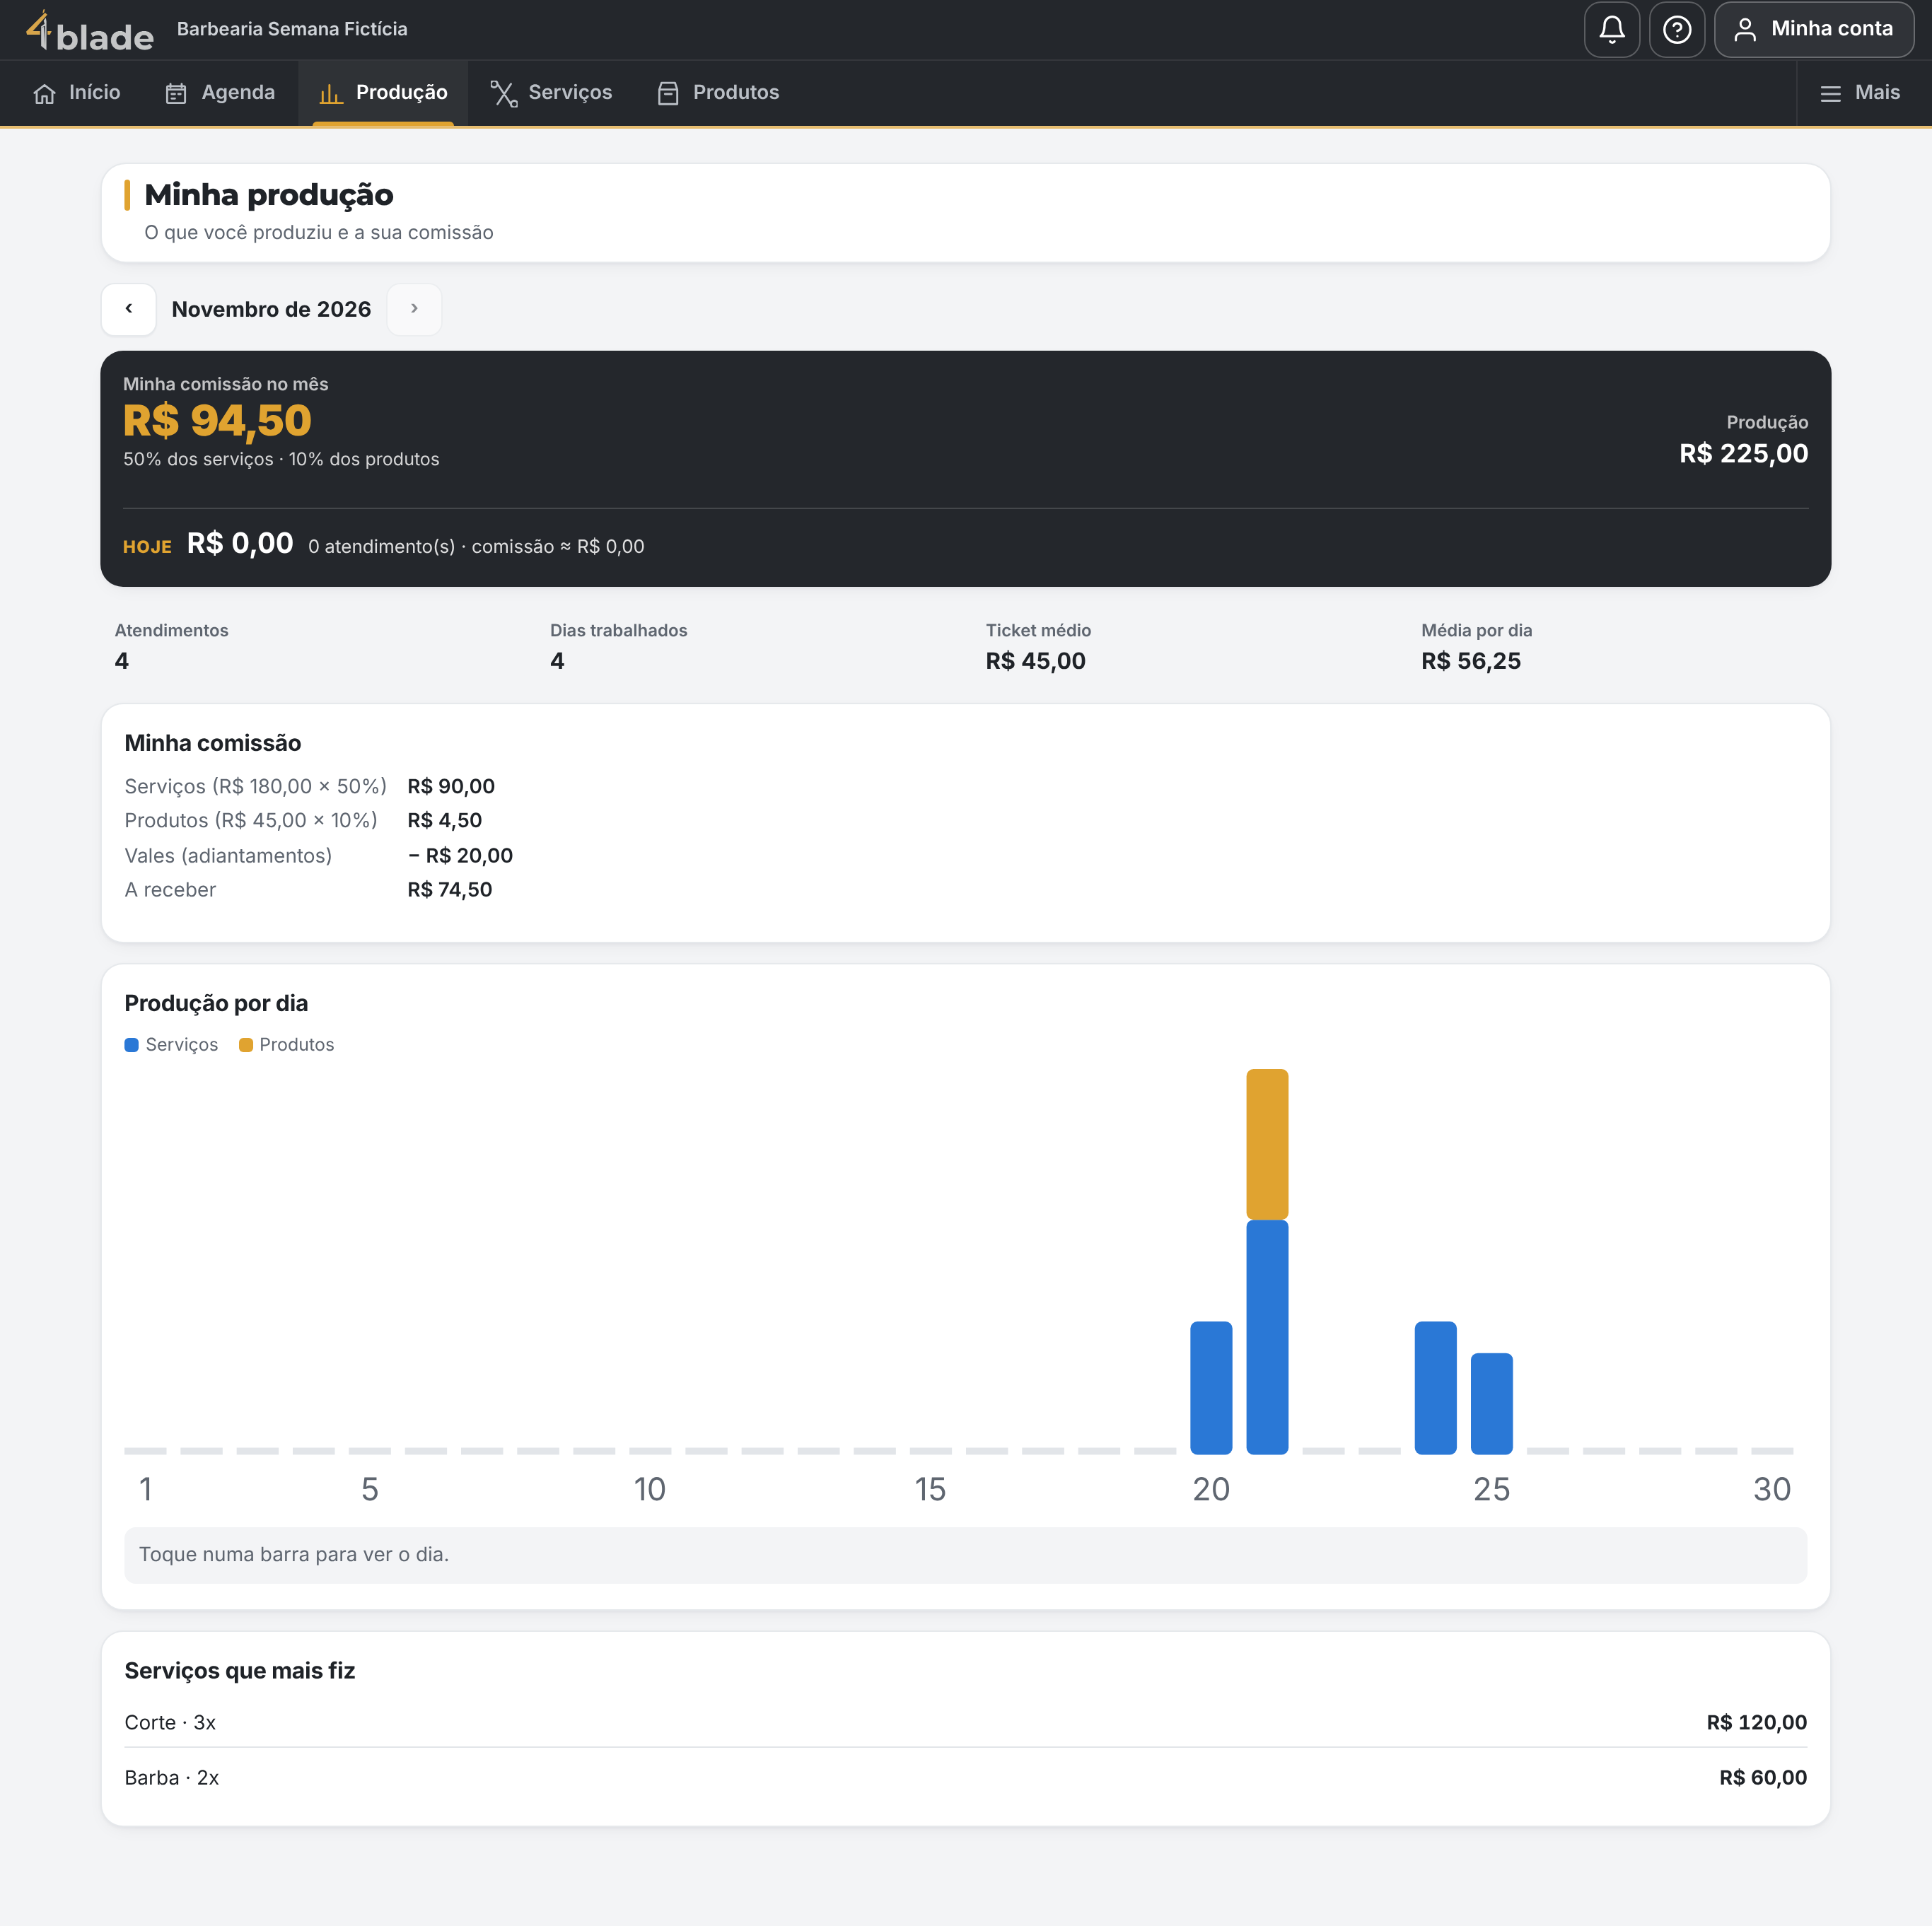 4blade
Barbearia Semana Fictícia
Minha conta
Início
Agenda
Produção
Serviços
Produtos
Mais
Minha produção
O que você produziu e a sua comissão
‹ Novembro de 2026 ›
Minha comissão no mês
R$ 94,50
50% dos serviços · 10% dos produtos
Produção
R$ 225,00
HOJE R$ 0,00 0 atendimento(s) · comissão ≈ R$ 0,00
Atendimentos
4
Dias trabalhados
4
Ticket médio
R$ 45,00
Média por dia
R$ 56,25
Minha comissão
Serviços (R$ 180,00 × 50%) R$ 90,00
Produtos (R$ 45,00 × 10%) R$ 4,50
Vales (adiantamentos) − R$ 20,00
A receber R$ 74,50
Produção por dia
Serviços Produtos
1 5 10 15 20 25 30
Toque numa barra para ver o dia.
Serviços que mais fiz
Corte · 3x R$ 120,00
Barba · 2x R$ 60,00